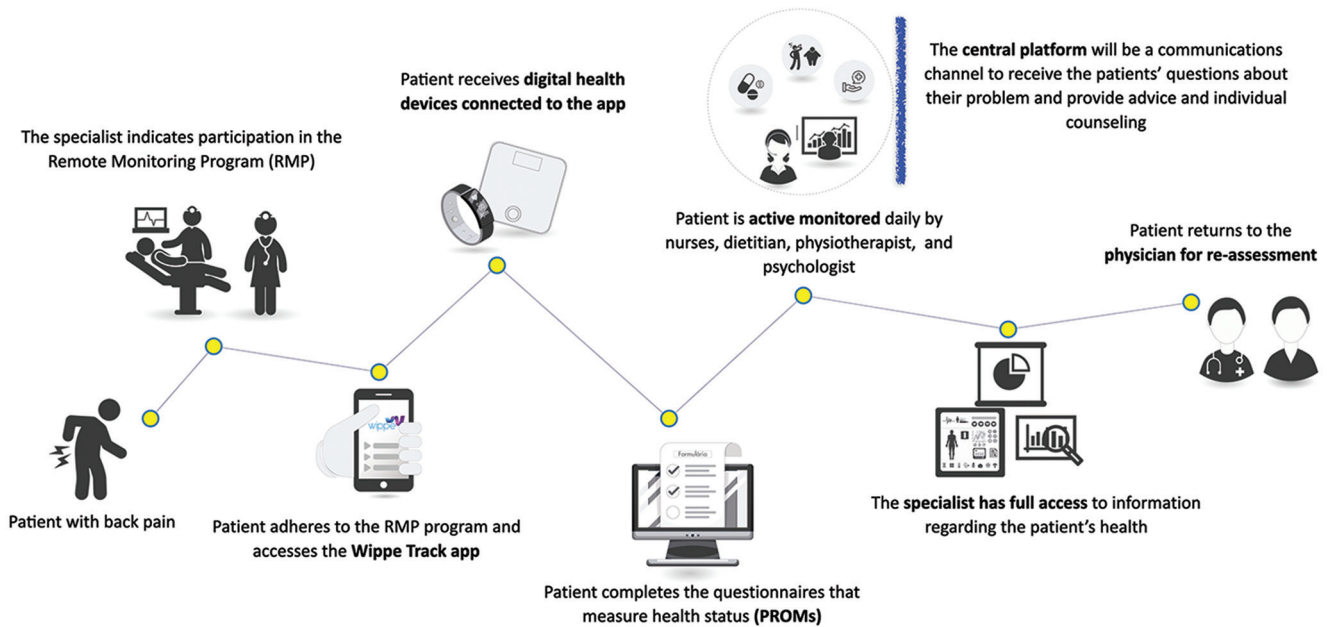 Patient with back pain
The specialist indicates participation in the
Remote Monitoring Program (RMP)
wippe
Patient adheres to the RMP program and
accesses the Wippe Track app
Patient receives digital health
devices connected to the app
Formulário
Patient completes the questionnaires that
measure health status (PROMs)
Patient is active monitored daily by
nurses, dietitian, physiotherapist, and
psychologist
The central platform will be a communications
channel to receive the patients' questions about
their problem and provide advice and individual
counseling
The specialist has full access to information
regarding the patient's health
Patient returns to the
physician for re-assessment